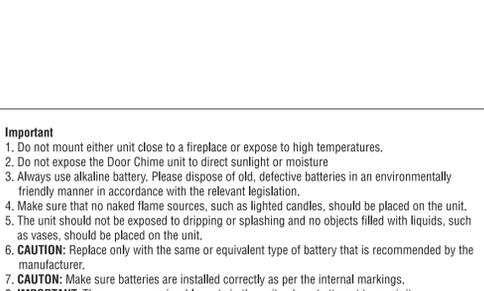 Important
1. Do not mount either unit close to a fireplace or expose to high temperatures.
2. Do not expose the Door Chime unit to direct sunlight or moisture
3. Always use alkaline battery. Please dispose of old, defective batteries in an environmentally
friendly manner in accordance with the relevant legislation.
4. Make sure that no naked flame sources, such as lighted candles, should be placed on the unit.
5. The unit should not be exposed to dripping or splashing and no objects filled with liquids, such
as vases, should be placed on the unit.
6. CAUTION: Replace only with the same or equivalent type of battery that is recommended by the
manufacturer.
7. CAUTON: Make sure batteries are installed correctly as per the internal markings.